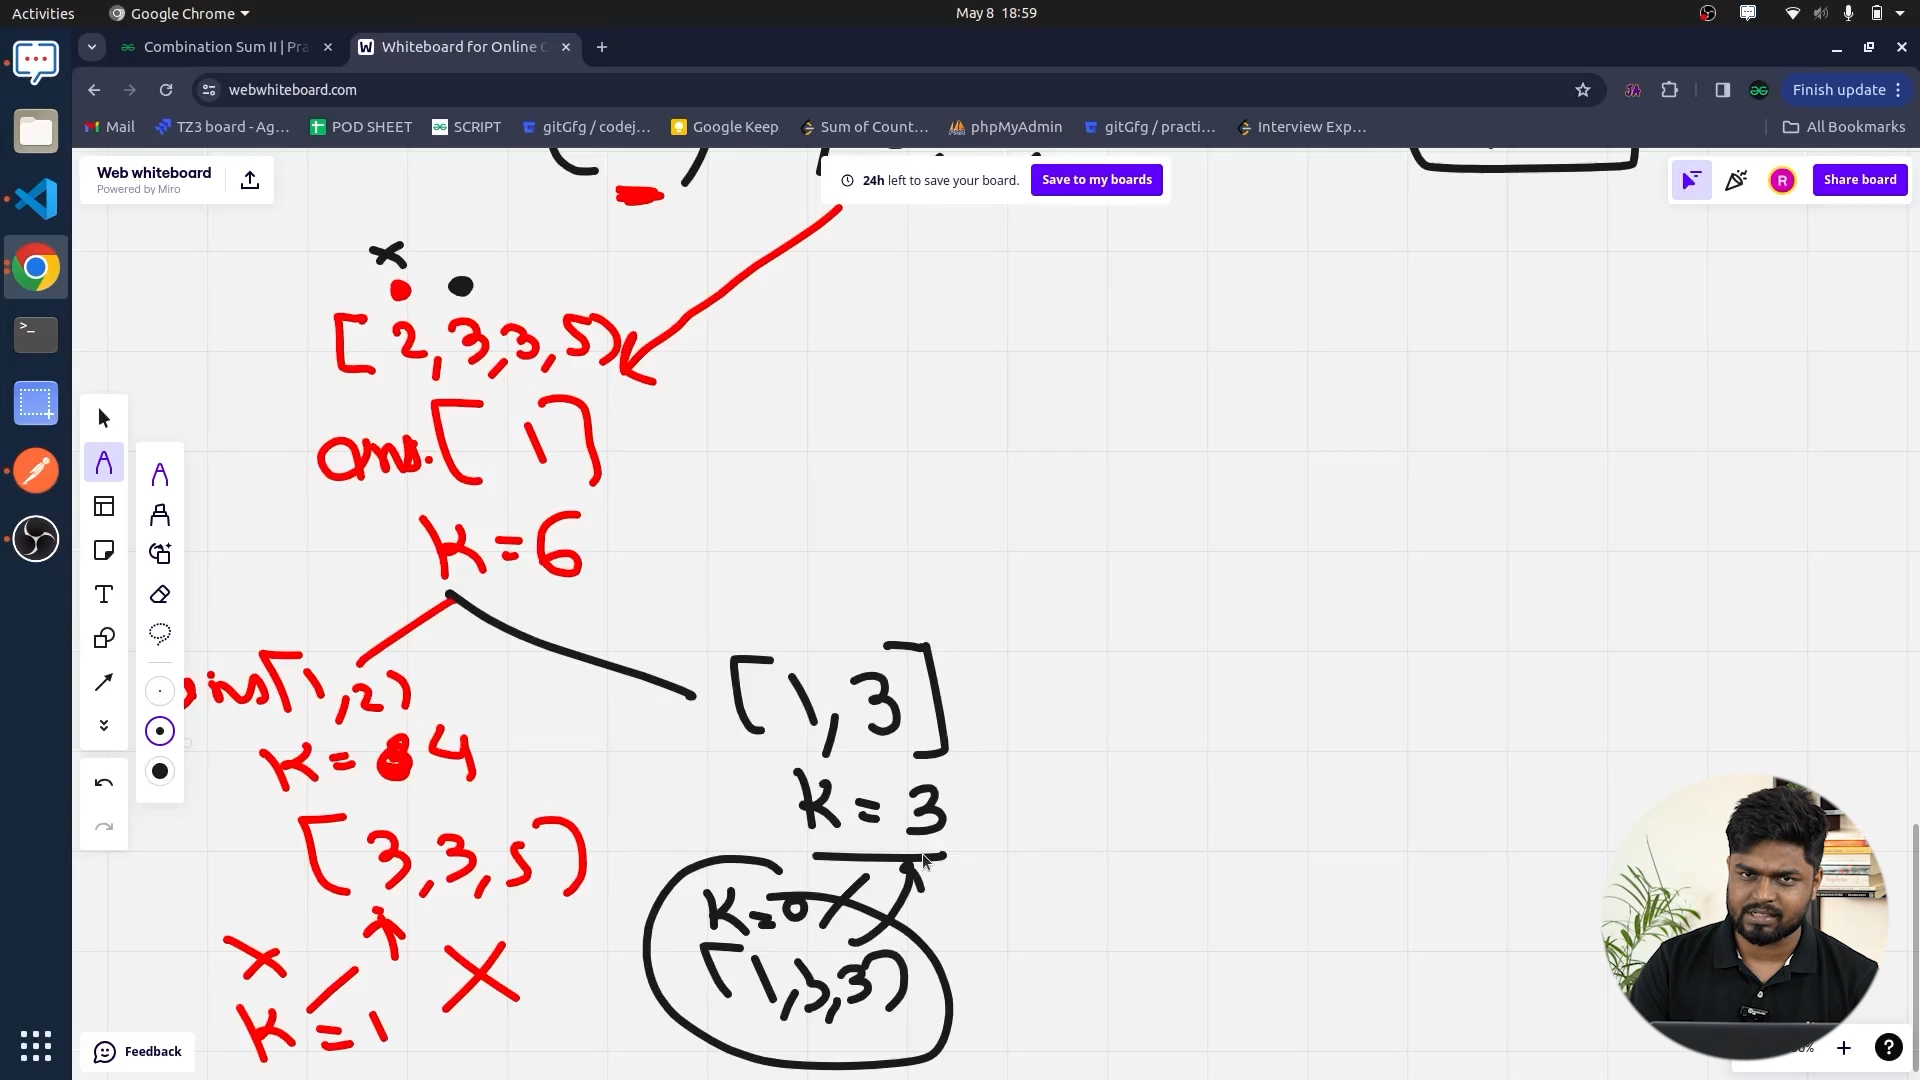 Activities
Google Chrome
May 8 18:59
Combination Sum II | Pra
Whiteboard for Online C
webwhiteboard.com
Finish update
Mail
TZ3 board - Ag...
POD SHEET
SCRIPT
gitGfg / codej...
Google Keep
Sum of Count...
phpMyAdmin
gitGfg / practi...
Interview Exp...
All Bookmarks
Web whiteboard
Powered by Miro
24h left to save your board.
Save to my boards
R
Share board
[2,3,3,5)
ans.[1]
K=6
ins[1,2)
K= 4
[3,3,5)
K=1
[1,3]
K=3
K=0
[1,3,3)
Feedback